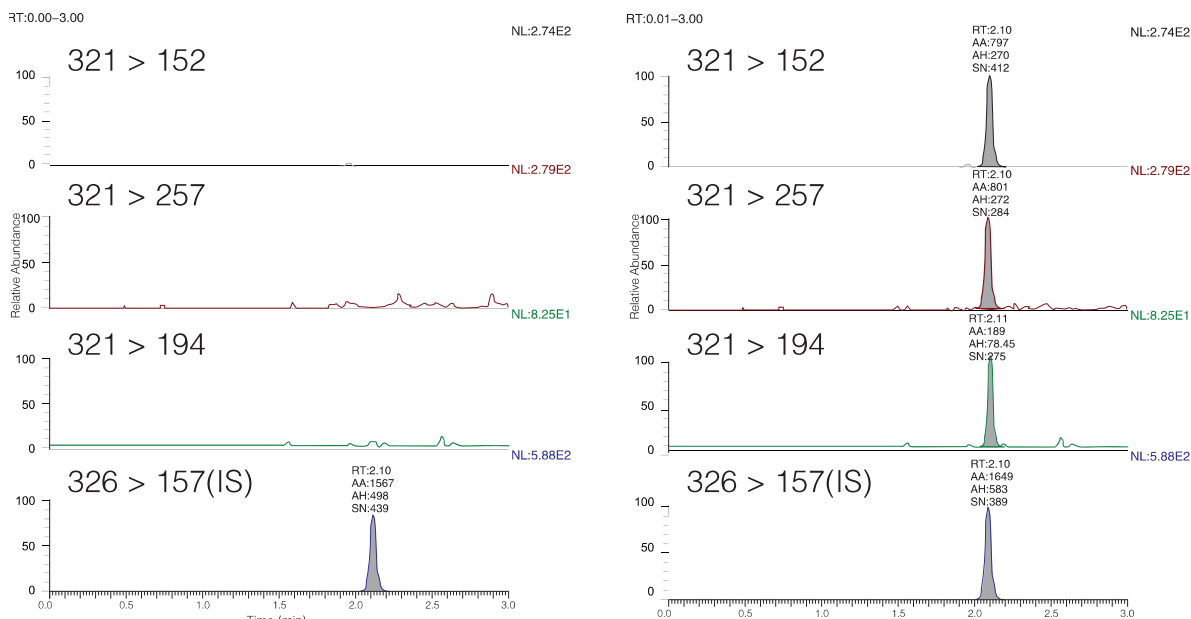 RT:0.00–3.00
NL:2.74E2
321 > 152
100
50
0
NL:2.79E2
321 > 257
Relative Abundance
100
50
0
NL:8.25E1
321 > 194
100
50
0
NL:5.88E2
326 > 157(IS)
RT:2.10
AA:1567
AH:498
SN:439
100
50
0
0.0 0.5 1.0 1.5 2.0 2.5 3.0
Time (min)
RT:0.01–3.00
NL:2.74E2
321 > 152
RT:2.10
AA:797
AH:270
SN:412
100
50
0
NL:2.79E2
321 > 257
RT:2.10
AA:801
AH:272
SN:284
Relative Abundance
100
50
0
NL:8.25E1
321 > 194
RT:2.11
AA:189
AH:78.45
SN:275
100
50
0
NL:5.88E2
326 > 157(IS)
RT:2.10
AA:1649
AH:583
SN:389
100
50
0
0.0 0.5 1.0 1.5 2.0 2.5 3.0